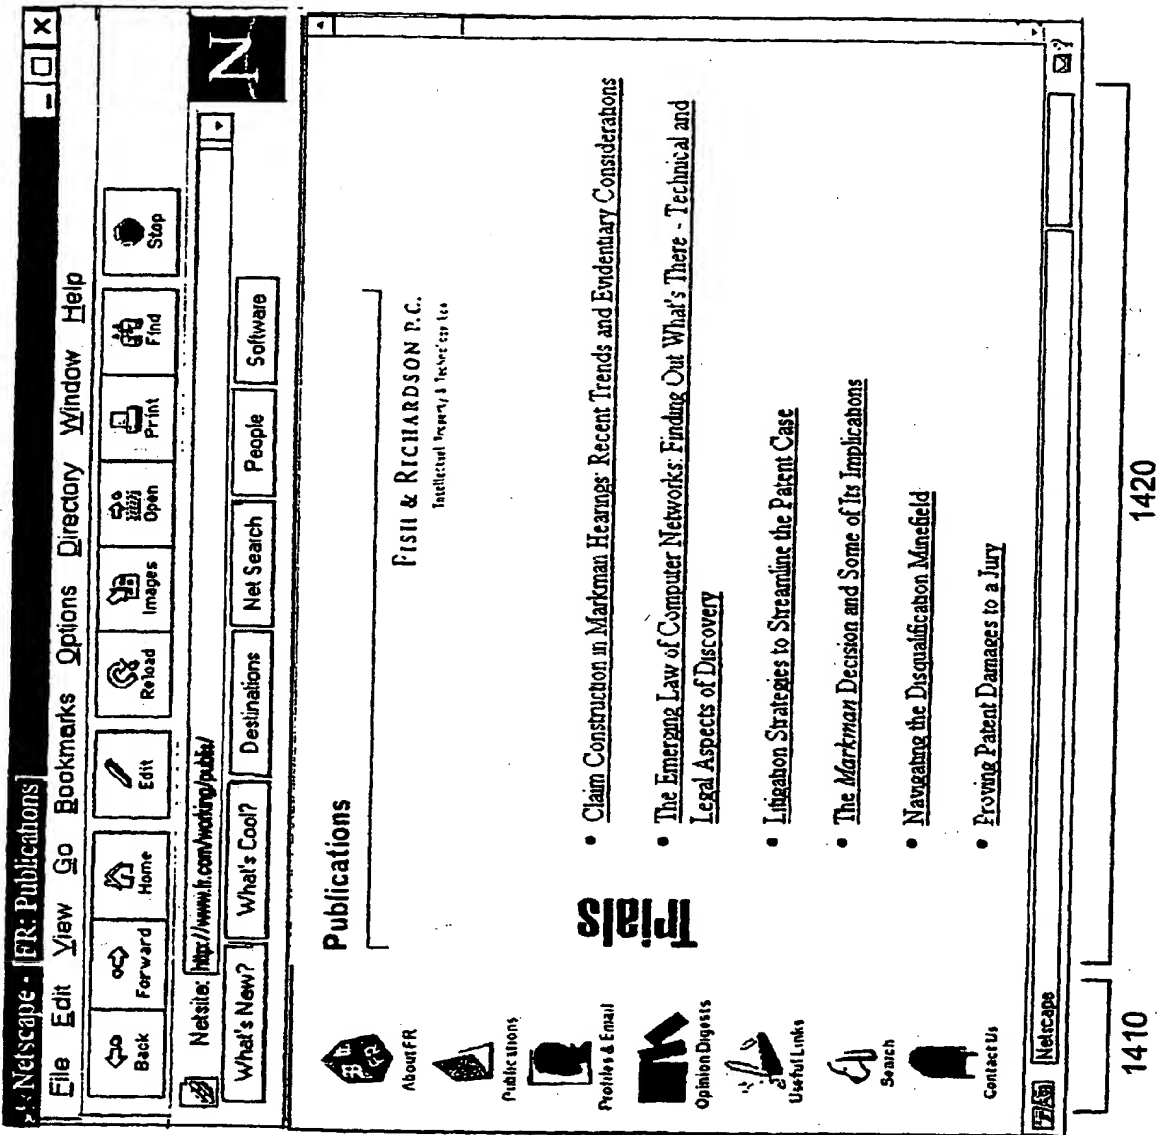 Netscape - [FR: Publications]
File Edit View Go Bookmarks Options Directory Window Help
Back Forward Home Edit Reload Images Open Print Find Stop
Netsite: http://www.fr.com/working/publis/
N
What's New? What's Cool? Destinations Net Search People Software
About FR
Publications
Profiles & Email
Opinion Digests
Useful Links
Search
Contact Us
Publications
FISH & RICHARDSON P.C.
Trials
• Claim Construction in Markman Hearings: Recent Trends and Evidentiary Considerations
• The Emerging Law of Computer Networks: Finding Out What's There - Technical and
Legal Aspects of Discovery
• Litigation Strategies to Streamline the Patent Case
• The Markman Decision and Some of Its Implications
• Navigating the Disqualification Minefield
• Proving Patent Damages to a Jury
Netscape
?
1410
1420